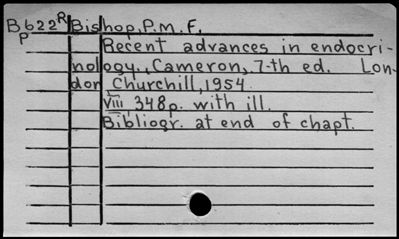 B622R Bishop, P. M. F.
p
Recent advances in endocri-
nology, Cameron, 7-th ed. Lon-
don, Churchill, 1954.
VIII 348p. with ill.
Bibliogr. at end of chapt.